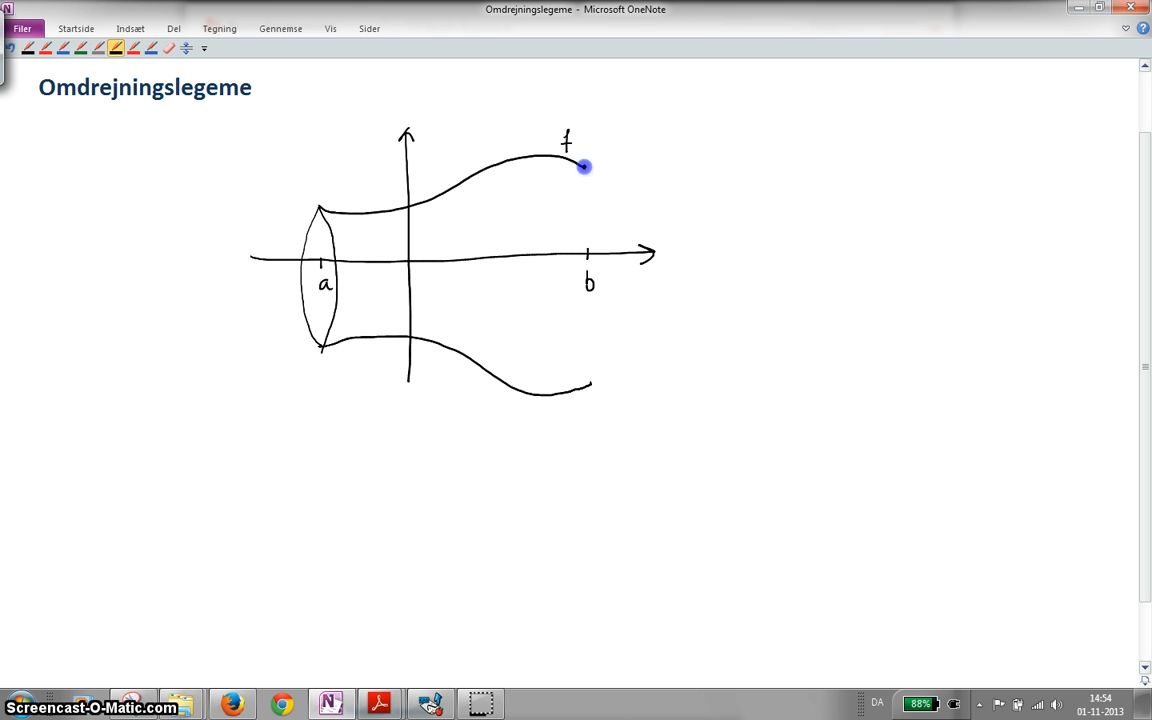 Omdrejningslegeme - Microsoft OneNote
Filer Startside Indsæt Del Tegning Gennemse Vis Sider
Omdrejningslegeme
f
a
b
DA 88% 14:54
01-11-2013
Screencast-O-Matic.com